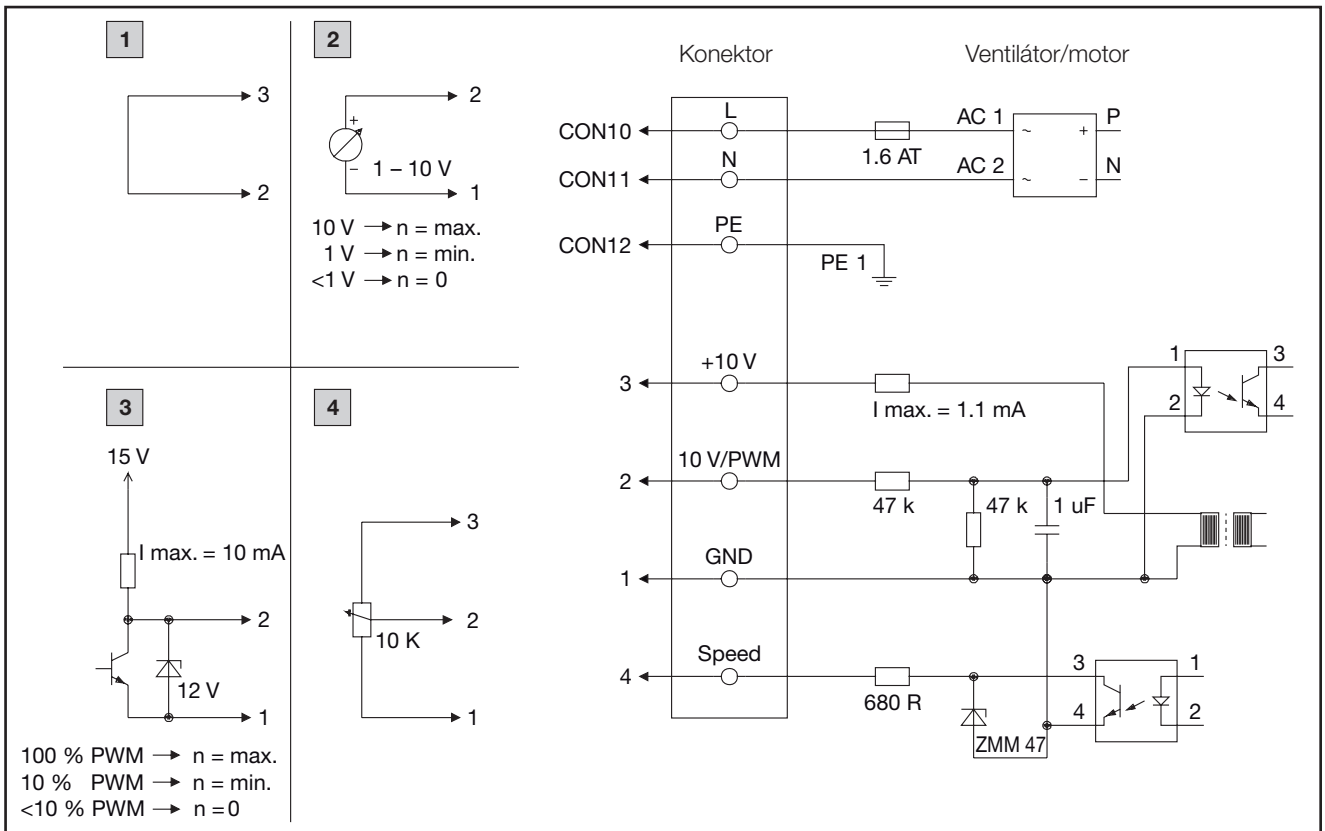 1
3
2
2
+
–
1 – 10 V
1
10 V → n = max.
1 V → n = min.
<1 V → n = 0
3
15 V
I max. = 10 mA
2
12 V
1
100 % PWM → n = max.
10 % PWM → n = min.
<10 % PWM → n = 0
4
3
2
10 K
1
Konektor
Ventilátor/motor
CON10
L
1.6 AT
AC 1
~
+
P
CON11
N
AC 2
~
–
N
CON12
PE
PE 1
3
+10 V
I max. = 1.1 mA
1
3
2
4
2
10 V/PWM
47 k
47 k
1 uF
1
GND
4
Speed
680 R
ZMM 47
3
1
4
2